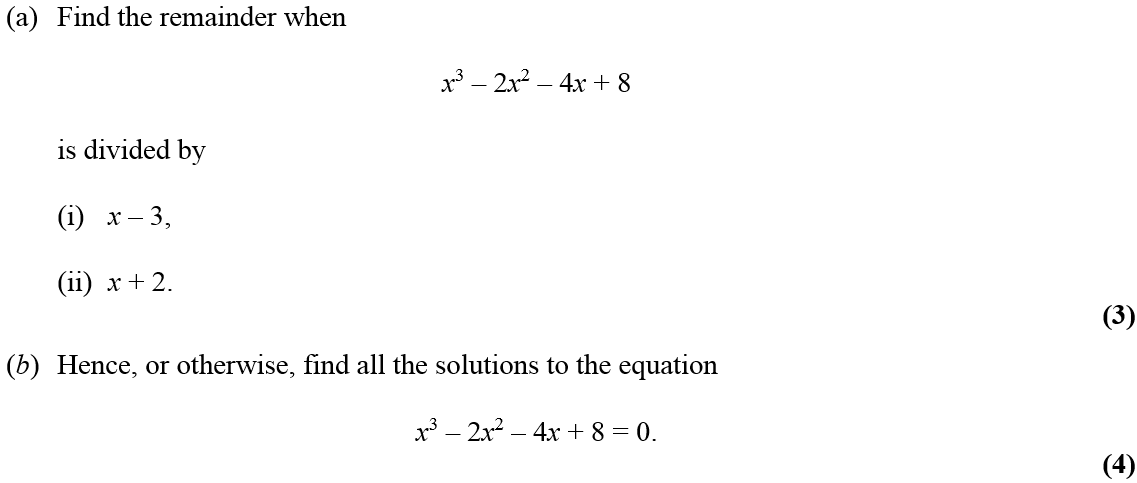 (a) Find the remainder when
x³ – 2x² – 4x + 8
is divided by
(i) x – 3,
(ii) x + 2.
(3)
(b) Hence, or otherwise, find all the solutions to the equation
x³ – 2x² – 4x + 8 = 0.
(4)